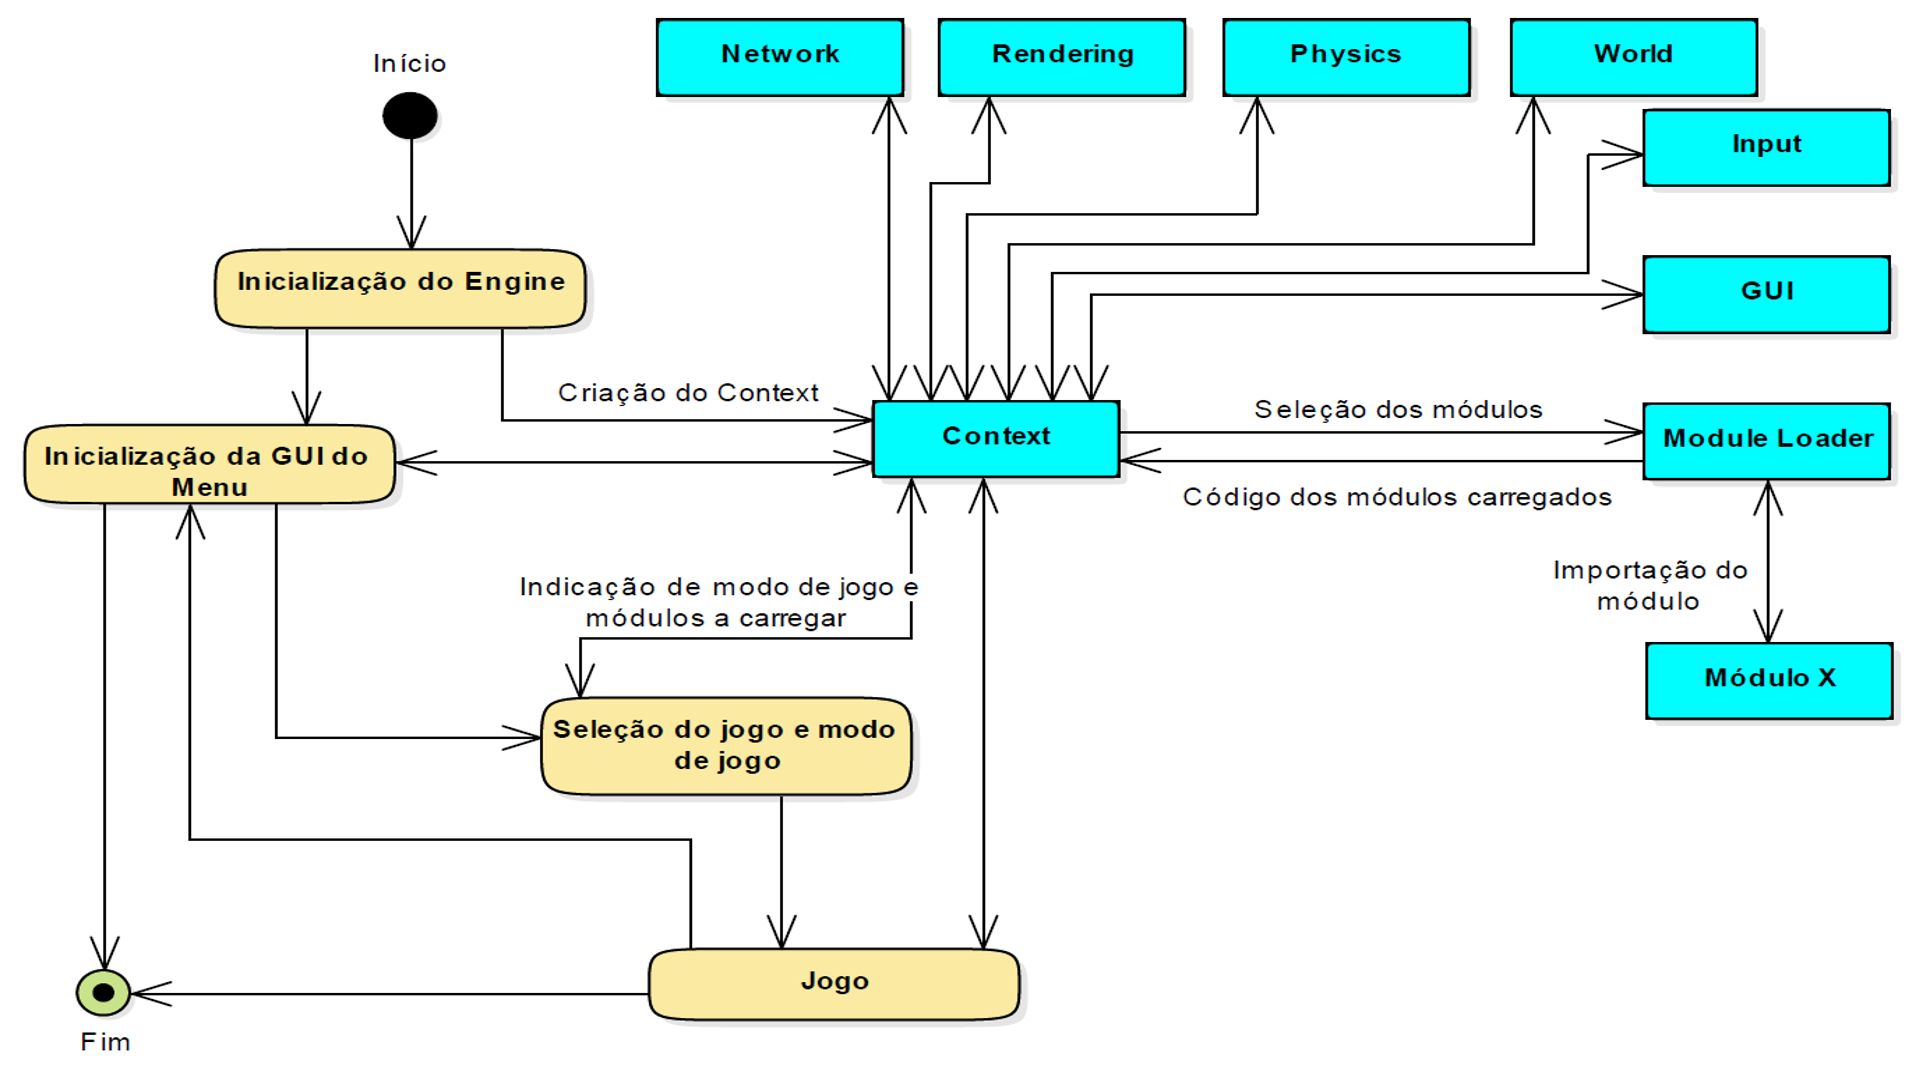 Início
Network
Rendering
Physics
World
Input
Inicialização do Engine
GUI
Criação do Context
Seleção dos módulos
Context
Module Loader
Inicialização da GUI do
Menu
Código dos módulos carregados
Importação do
módulo
Indicação de modo de jogo e
módulos a carregar
Módulo X
Seleção do jogo e modo
de jogo
Jogo
Fim